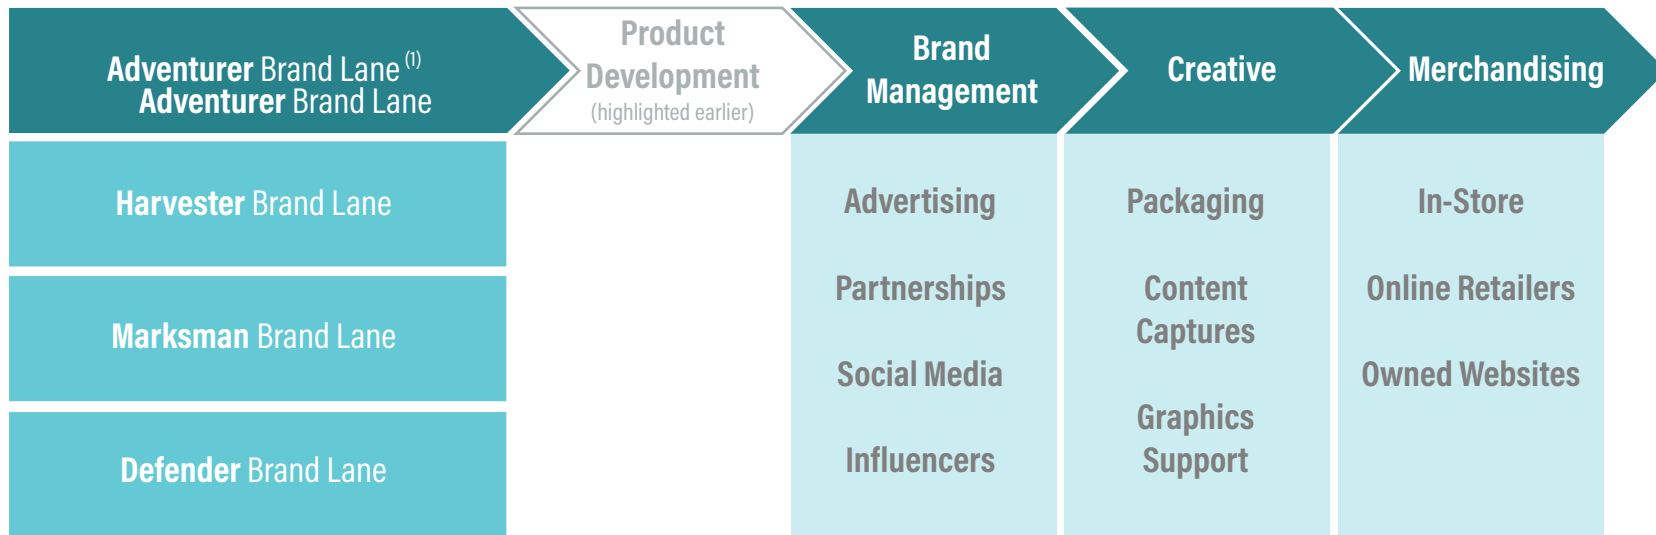 Adventurer Brand Lane (1)
Adventurer Brand Lane
Product
Development
(highlighted earlier)
Brand
Management
Creative
Merchandising
Harvester Brand Lane
Marksman Brand Lane
Defender Brand Lane
Advertising
Partnerships
Social Media
Influencers
Packaging
Content
Captures
Graphics
Support
In-Store
Online Retailers
Owned Websites